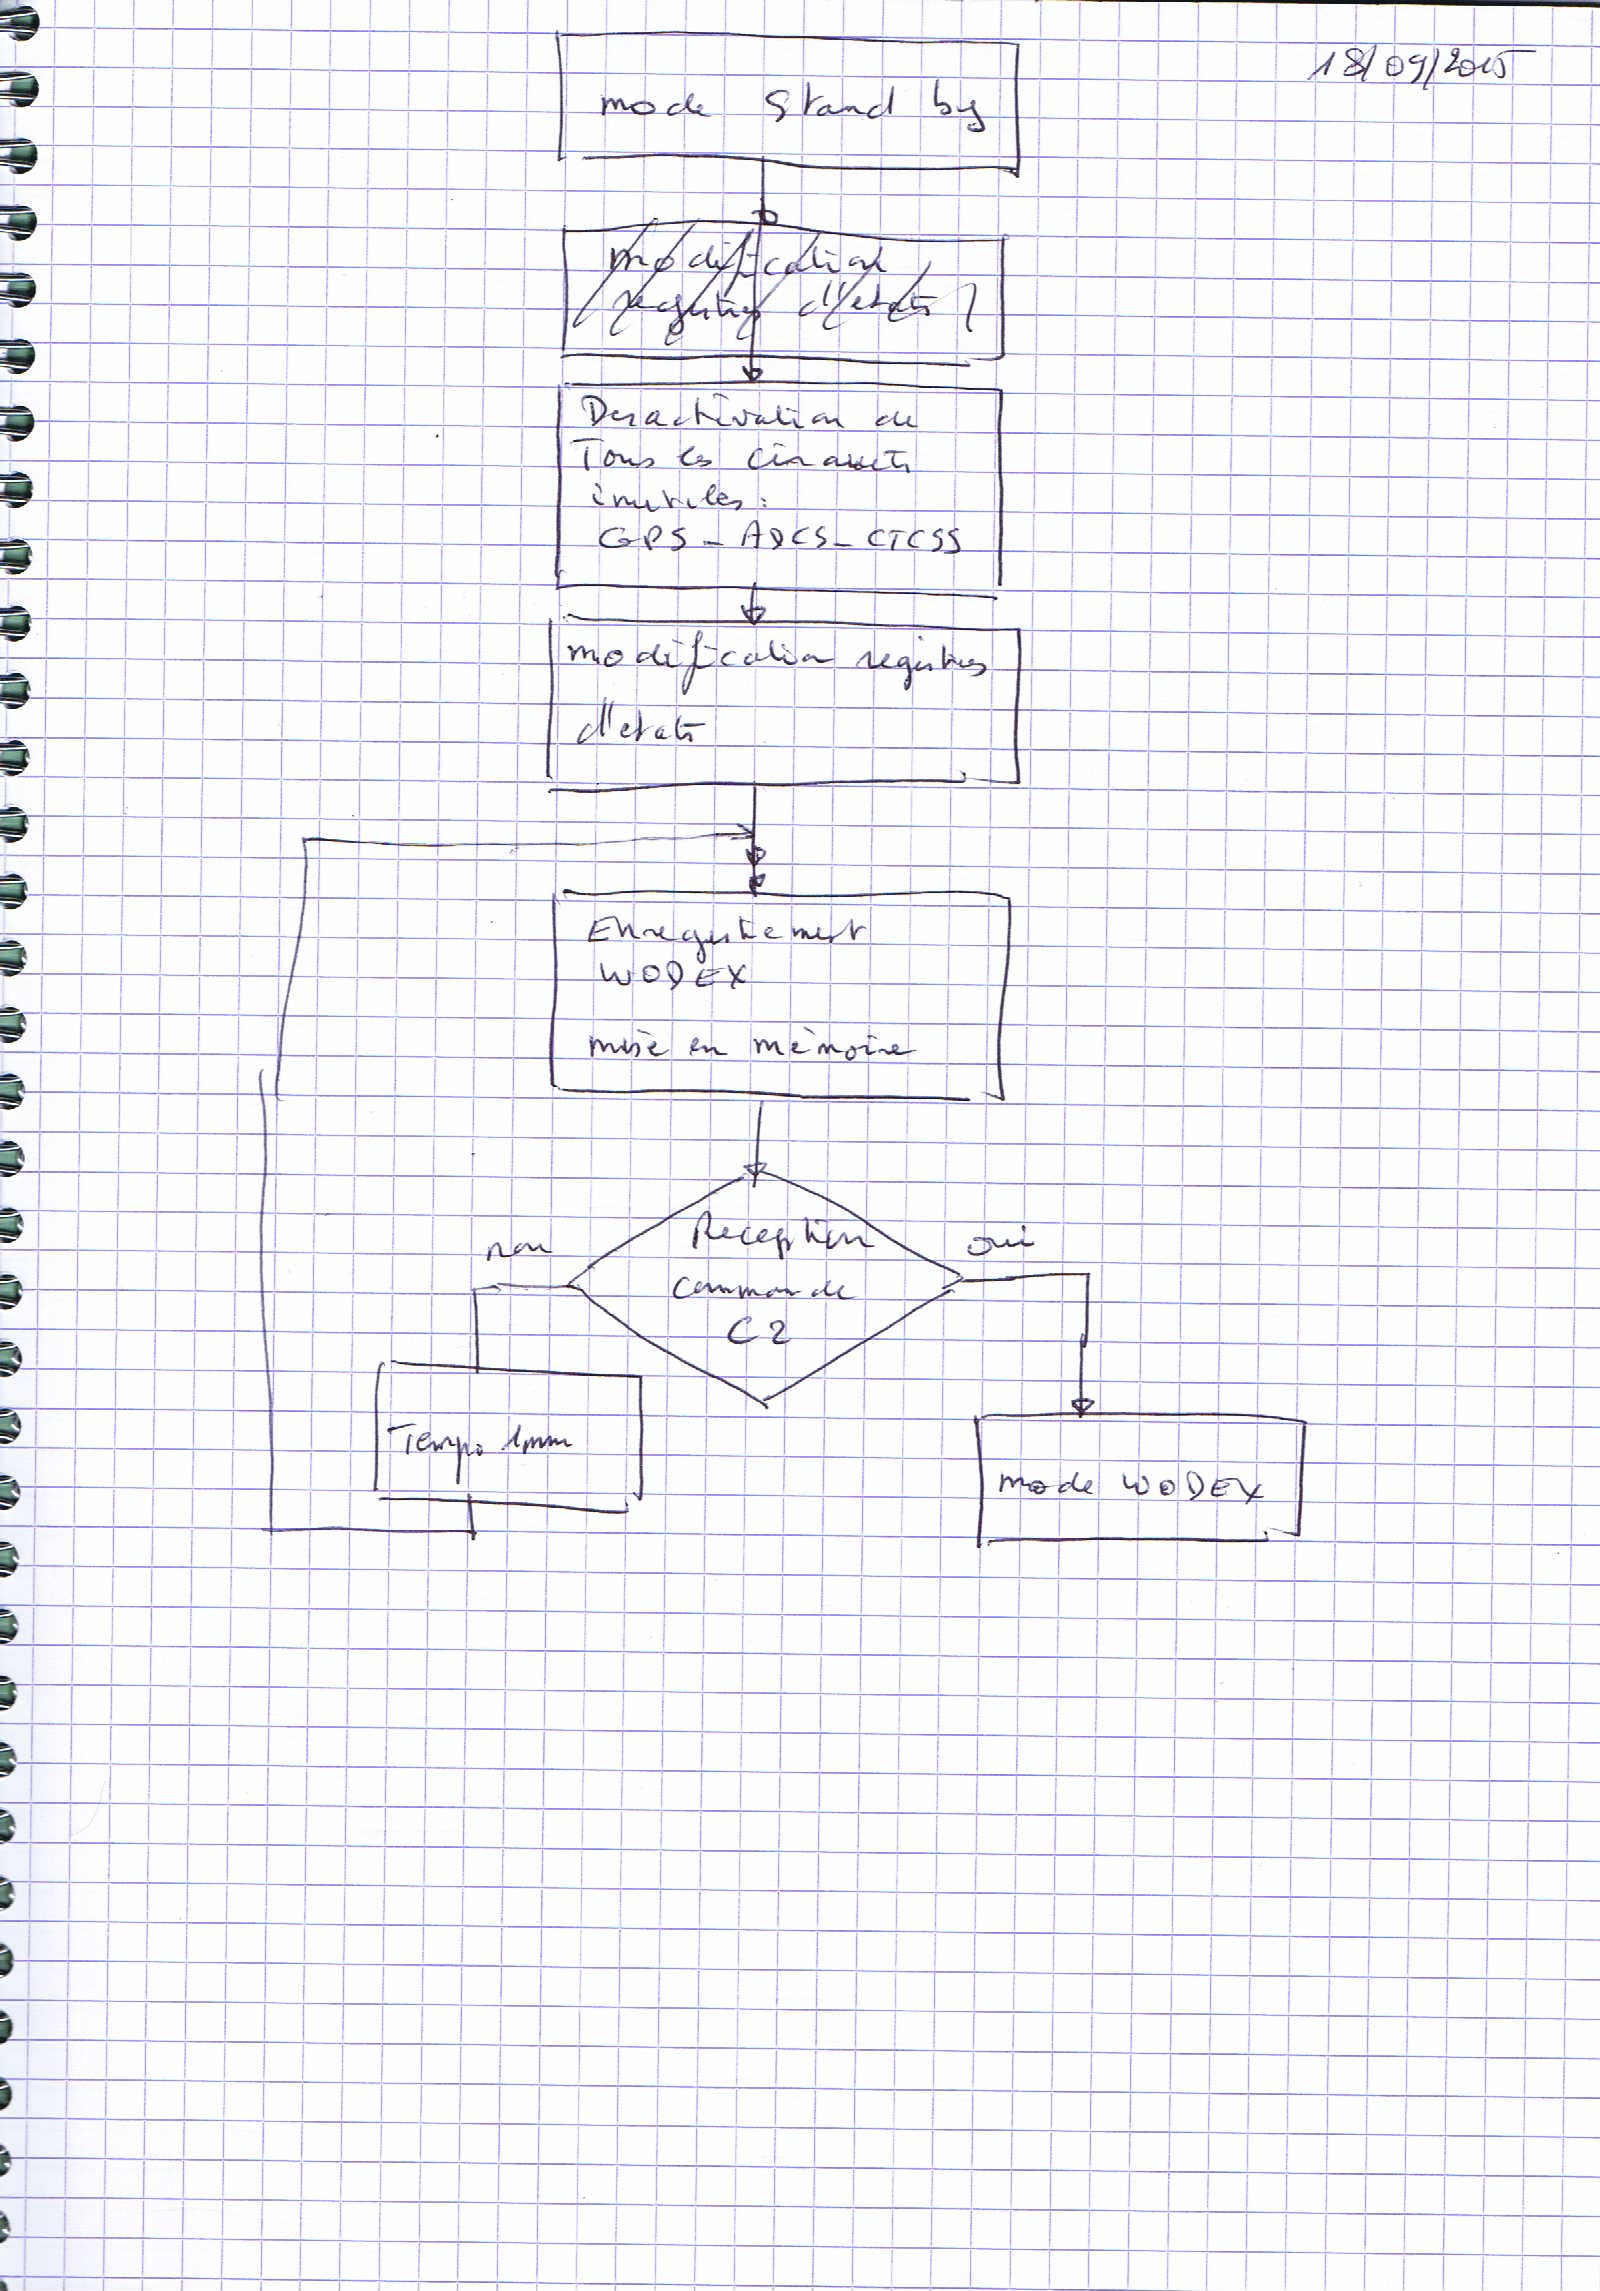 18/09/2015
mode Stand by
modification
registres d'etats
Desactivation de
Tous les circuits
inutiles :
GPS - ADCS - CTCSS
modification registres
d'etats
Enregistrement
WODEX
mise en mémoire
Reception
commande
C2
non
oui
Tempo 1mn
mode WODEX